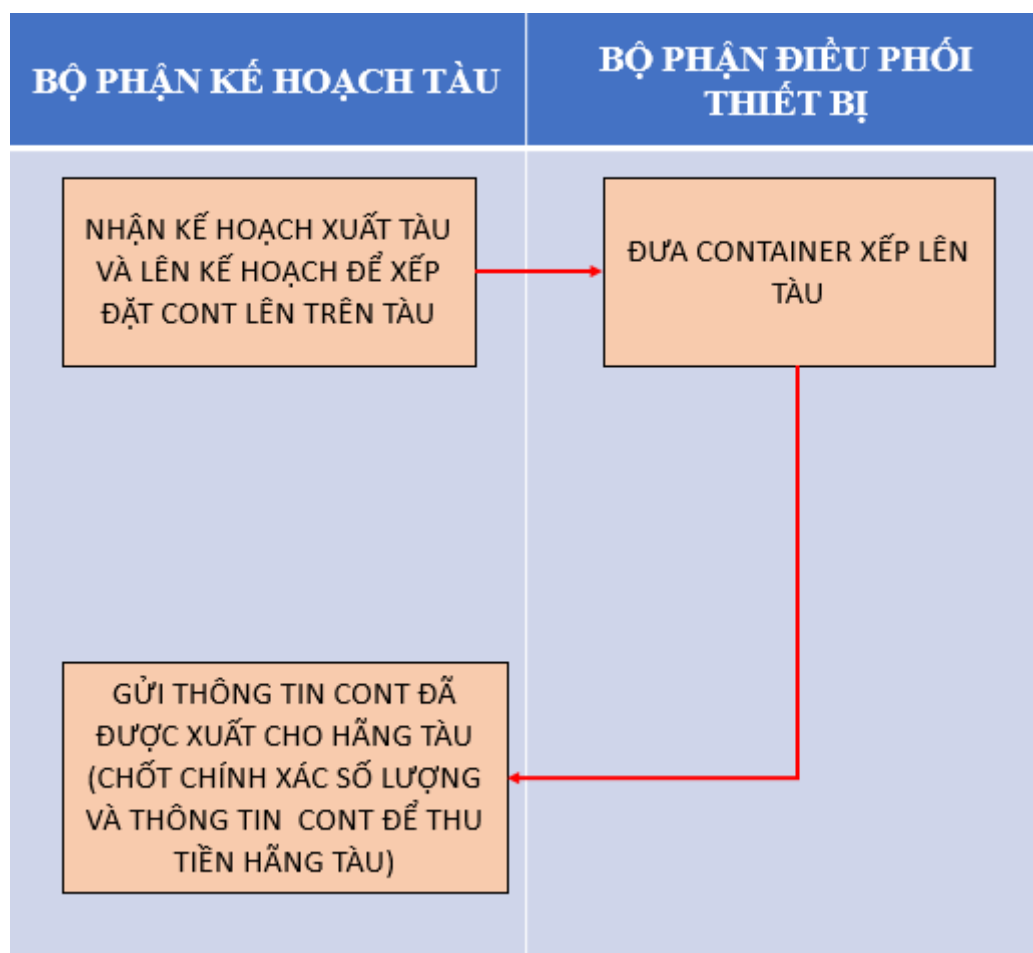 BỘ PHẬN KẾ HOẠCH TÀU
BỘ PHẬN ĐIỀU PHỐI
THIẾT BỊ
NHẬN KẾ HOẠCH XUẤT TÀU
VÀ LÊN KẾ HOẠCH ĐỂ XẾP
ĐẶT CONT LÊN TRÊN TÀU
ĐƯA CONTAINER XẾP LÊN
TÀU
GỬI THÔNG TIN CONT ĐÃ
ĐƯỢC XUẤT CHO HÃNG TÀU
(CHỐT CHÍNH XÁC SỐ LƯỢNG
VÀ THÔNG TIN CONT ĐỂ THU
TIỀN HÃNG TÀU)